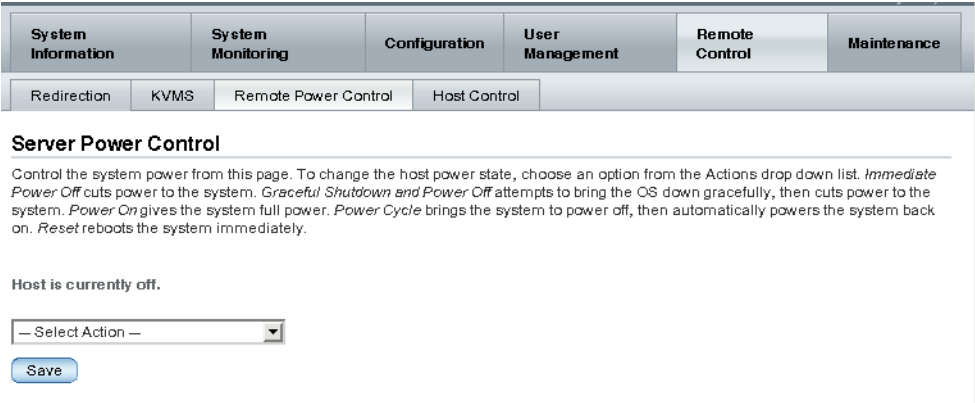 System Information
System Monitoring
Configuration
User Management
Remote Control
Maintenance
Redirection
KVMS
Remote Power Control
Host Control
Server Power Control
Control the system power from this page. To change the host power state, choose an option from the Actions drop down list. Immediate
Power Off cuts power to the system. Graceful Shutdown and Power Off attempts to bring the OS down gracefully, then cuts power to the
system. Power On gives the system full power. Power Cycle brings the system to power off, then automatically powers the system back
on. Reset reboots the system immediately.
Host is currently off.
— Select Action —
Save